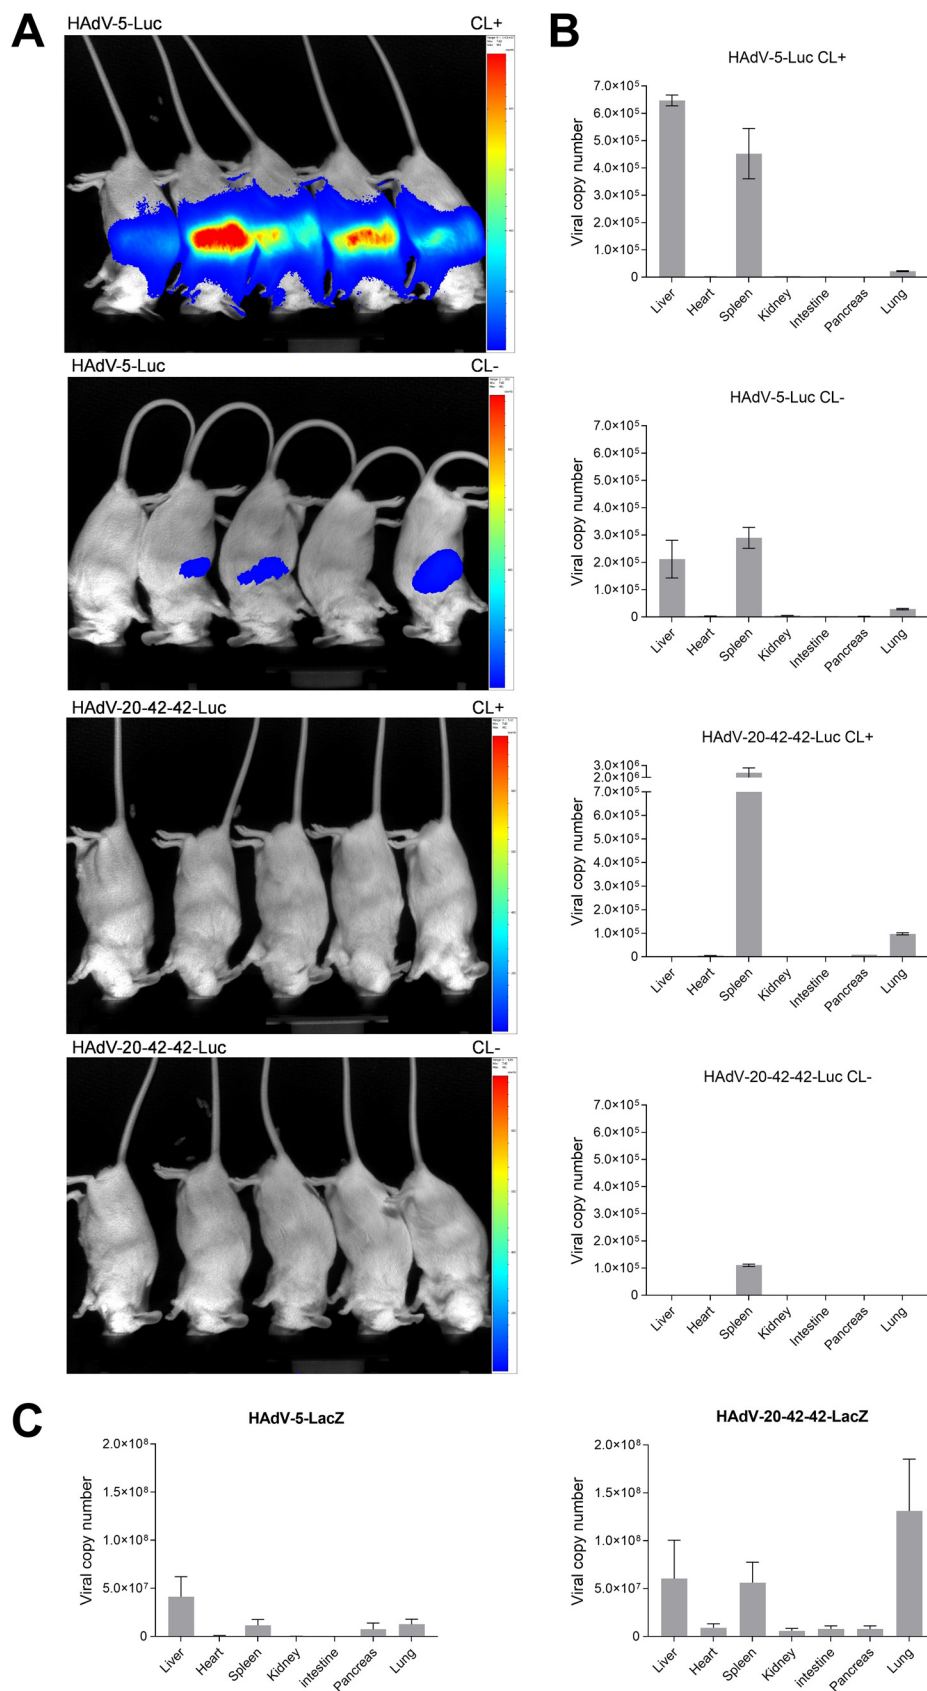 A
HAdV-5-Luc CL+
B
HAdV-5-Luc CL+
Viral copy number
7.0×10⁵
6.0×10⁵
5.0×10⁵
4.0×10⁵
3.0×10⁵
2.0×10⁵
1.0×10⁵
0
Liver Heart Spleen Kidney Intestine Pancreas Lung
HAdV-5-Luc CL-
HAdV-5-Luc CL-
Viral copy number
7.0×10⁵
6.0×10⁵
5.0×10⁵
4.0×10⁵
3.0×10⁵
2.0×10⁵
1.0×10⁵
0
Liver Heart Spleen Kidney Intestine Pancreas Lung
HAdV-20-42-42-Luc CL+
HAdV-20-42-42-Luc CL+
Viral copy number
3.0×10⁶
2.0×10⁶
7.0×10⁵
6.0×10⁵
5.0×10⁵
4.0×10⁵
3.0×10⁵
2.0×10⁵
1.0×10⁵
0
Liver Heart Spleen Kidney Intestine Pancreas Lung
HAdV-20-42-42-Luc CL-
HAdV-20-42-42-Luc CL-
Viral copy number
7.0×10⁵
6.0×10⁵
5.0×10⁵
4.0×10⁵
3.0×10⁵
2.0×10⁵
1.0×10⁵
0
Liver Heart Spleen Kidney Intestine Pancreas Lung
C
HAdV-5-LacZ
Viral copy number
2.0×10⁸
1.5×10⁸
1.0×10⁸
5.0×10⁷
0
Liver Heart Spleen Kidney intestine Pancreas Lung
HAdV-20-42-42-LacZ
Viral copy number
2.0×10⁸
1.5×10⁸
1.0×10⁸
5.0×10⁷
0
Liver Heart Spleen Kidney intestine Pancreas Lung